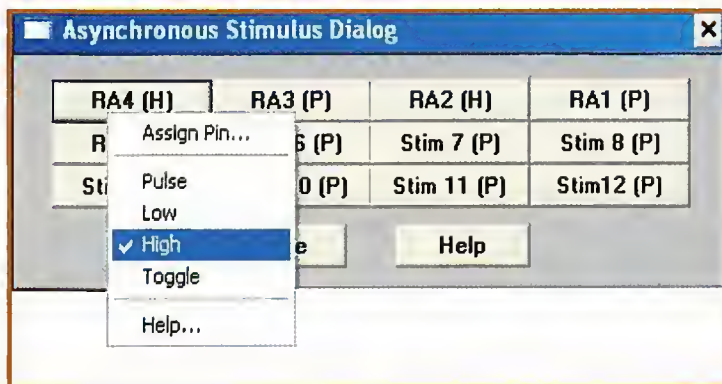 Asynchronous Stimulus Dialog
RA4 (H) RA3 (P) RA2 (H) RA1 (P)
Stim 7 (P) Stim 8 (P)
0 (P) Stim 11 (P) Stim12 (P)
Help
Assign Pin...
Pulse
Low
High
Toggle
Help...